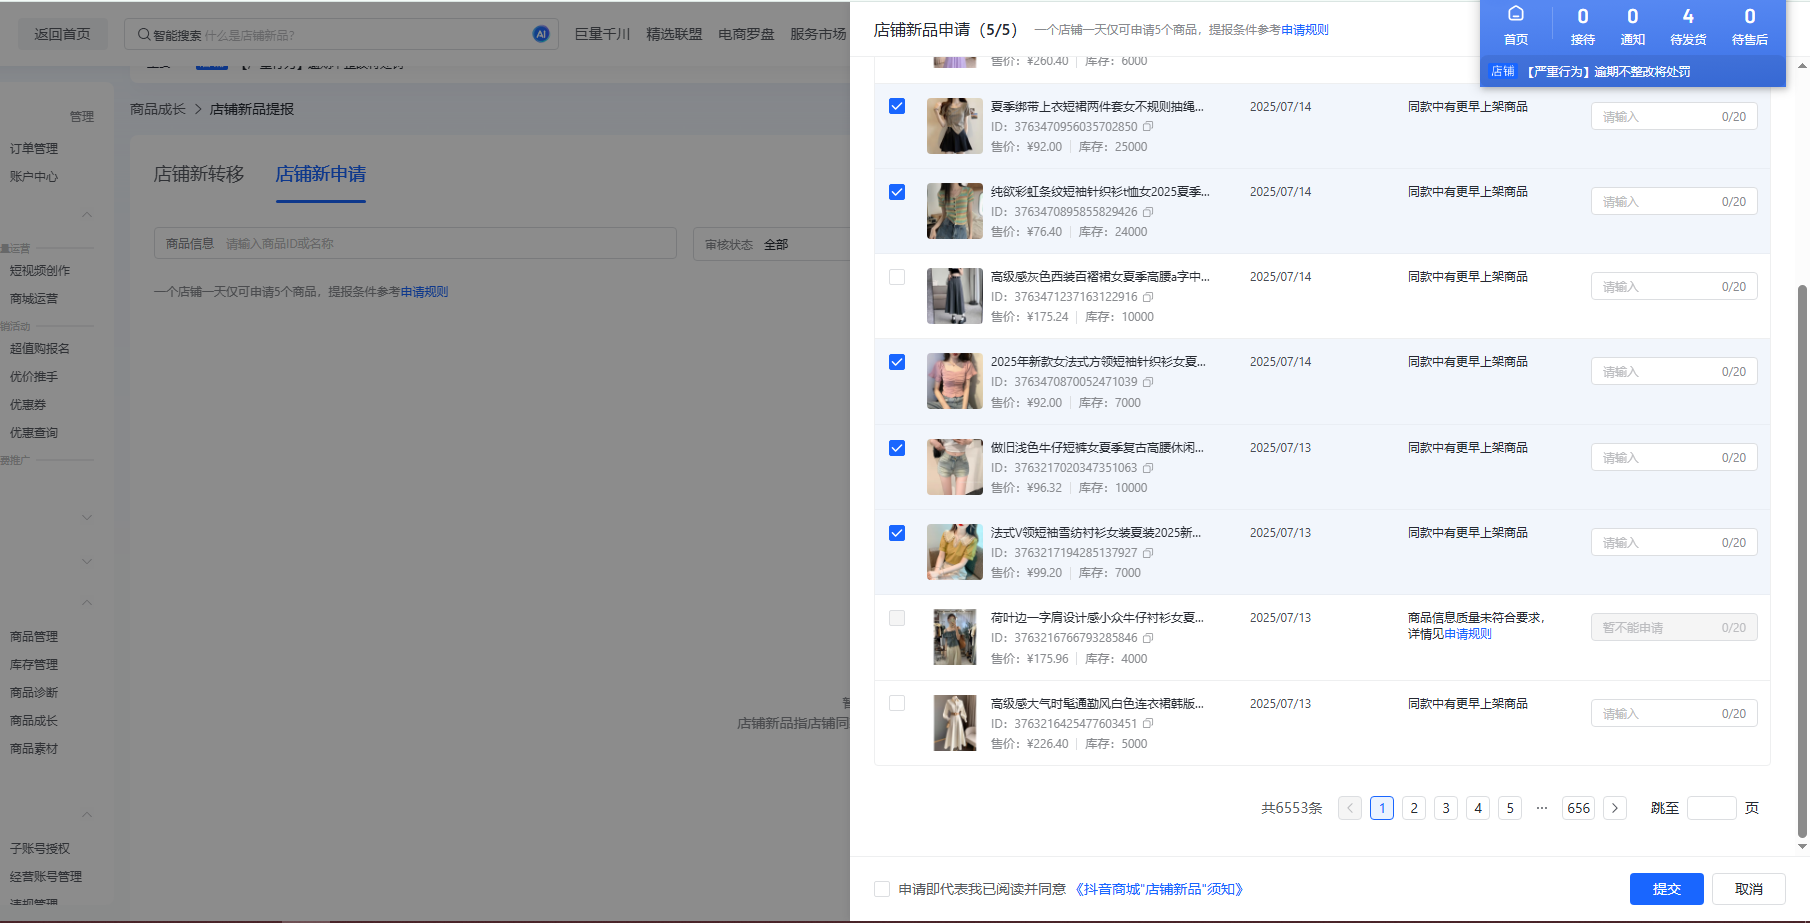 返回首页
智能搜索 什么是店铺新品?
AI
巨量千川 精选联盟 电商罗盘 服务市场
商品成长 > 店铺新品提报
管理
订单管理
账户中心
量运营
短视频创作
商城运营
销活动
超值购报名
优价推手
优惠券
优惠查询
费推广
商品管理
库存管理
商品诊断
商品成长
商品素材
子账号授权
经营账号管理
违规管理
店铺新转移 店铺新申请
商品信息 请输入商品ID或名称
审核状态 全部
一个店铺一天仅可申请5个商品，提报条件参考申请规则
店铺新品指店铺同
店铺新品申请（5/5） 一个店铺一天仅可申请5个商品，提报条件参考申请规则
首页
0 接待
0 通知
4 待发货
0 待售后
店铺 【严重行为】逾期不整改将处罚
售价：¥260.40 库存：6000
夏季绑带上衣短裙两件套女不规则抽绳... 2025/07/14 同款中有更早上架商品 请输入 0/20
ID：3763470956035702850
售价：¥92.00 库存：25000
纯欲彩虹条纹短袖针织衫t恤女2025夏季... 2025/07/14 同款中有更早上架商品 请输入 0/20
ID：3763470895855829426
售价：¥76.40 库存：24000
高级感灰色西装百褶裙女夏季高腰a字中... 2025/07/14 同款中有更早上架商品 请输入 0/20
ID：3763471237163122916
售价：¥175.24 库存：10000
2025年新款女法式方领短袖针织衫女夏... 2025/07/14 同款中有更早上架商品 请输入 0/20
ID：3763470870052471039
售价：¥92.00 库存：7000
做旧浅色牛仔短裤女夏季复古高腰休闲... 2025/07/13 同款中有更早上架商品 请输入 0/20
ID：3763217020347351063
售价：¥96.32 库存：10000
法式V领短袖雪纺衬衫女装夏装2025新... 2025/07/13 同款中有更早上架商品 请输入 0/20
ID：3763217194285137927
售价：¥99.20 库存：7000
荷叶边一字肩设计感小众牛仔衬衫女夏... 2025/07/13 商品信息质量未符合要求，详情见申请规则 暂不能申请 0/20
ID：3763216766793285846
售价：¥175.96 库存：4000
高级感大气时髦通勤风白色连衣裙韩版... 2025/07/13 同款中有更早上架商品 请输入 0/20
ID：3763216425477603451
售价：¥226.40 库存：5000
共6553条 < 1 2 3 4 5 ··· 656 > 跳至 页
申请即代表我已阅读并同意 《抖音商城"店铺新品"须知》
提交 取消